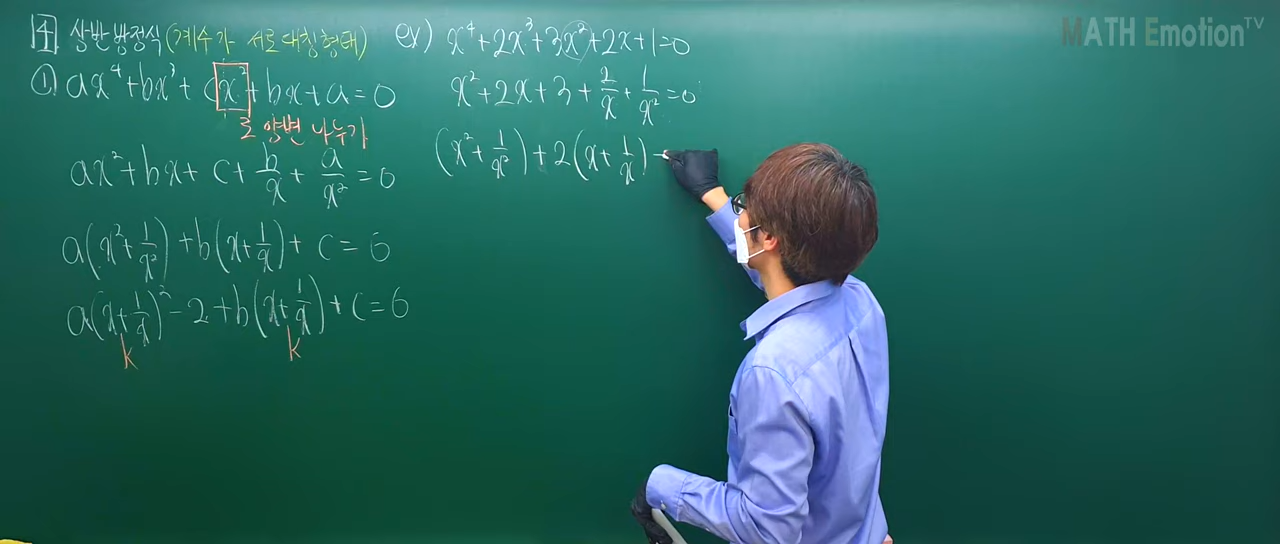 MATH Emotion TV
4 상반방정식 (계수가 서로 대칭형태)
① ax⁴+bx³+cx²+bx+a=0
로 양변 나누기
ax²+bx+c+b/x+a/x²=0
a(x²+1/x²)+b(x+1/x)+c=0
a(x+1/x)²-2+b(x+1/x)+c=0
k k
ex) x⁴+2x³+3x²+2x+1=0
x²+2x+3+2/x+1/x²=0
(x²+1/x²)+2(x+1/x)